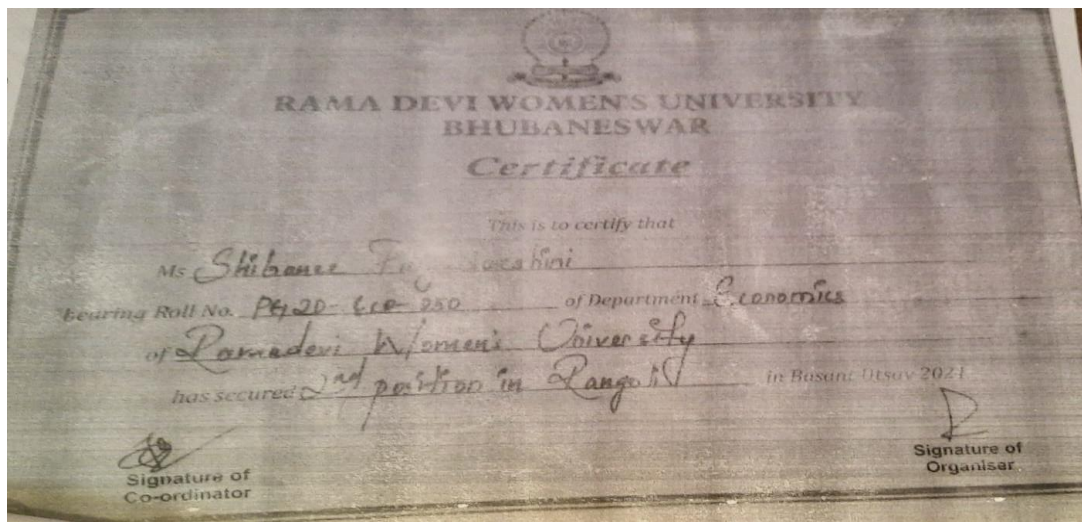 RAMA DEVI WOMEN'S UNIVERSITY
BHUBANESWAR
Certificate
This is to certify that
Ms Shibanee
bearing Roll No. PG20-Eco-250 of Department Economics
of Ramadevi Women's University
has secured 2nd position in Rangoli in Basant Utsav 2021
Signature of
Co-ordinator
Signature of
Organiser